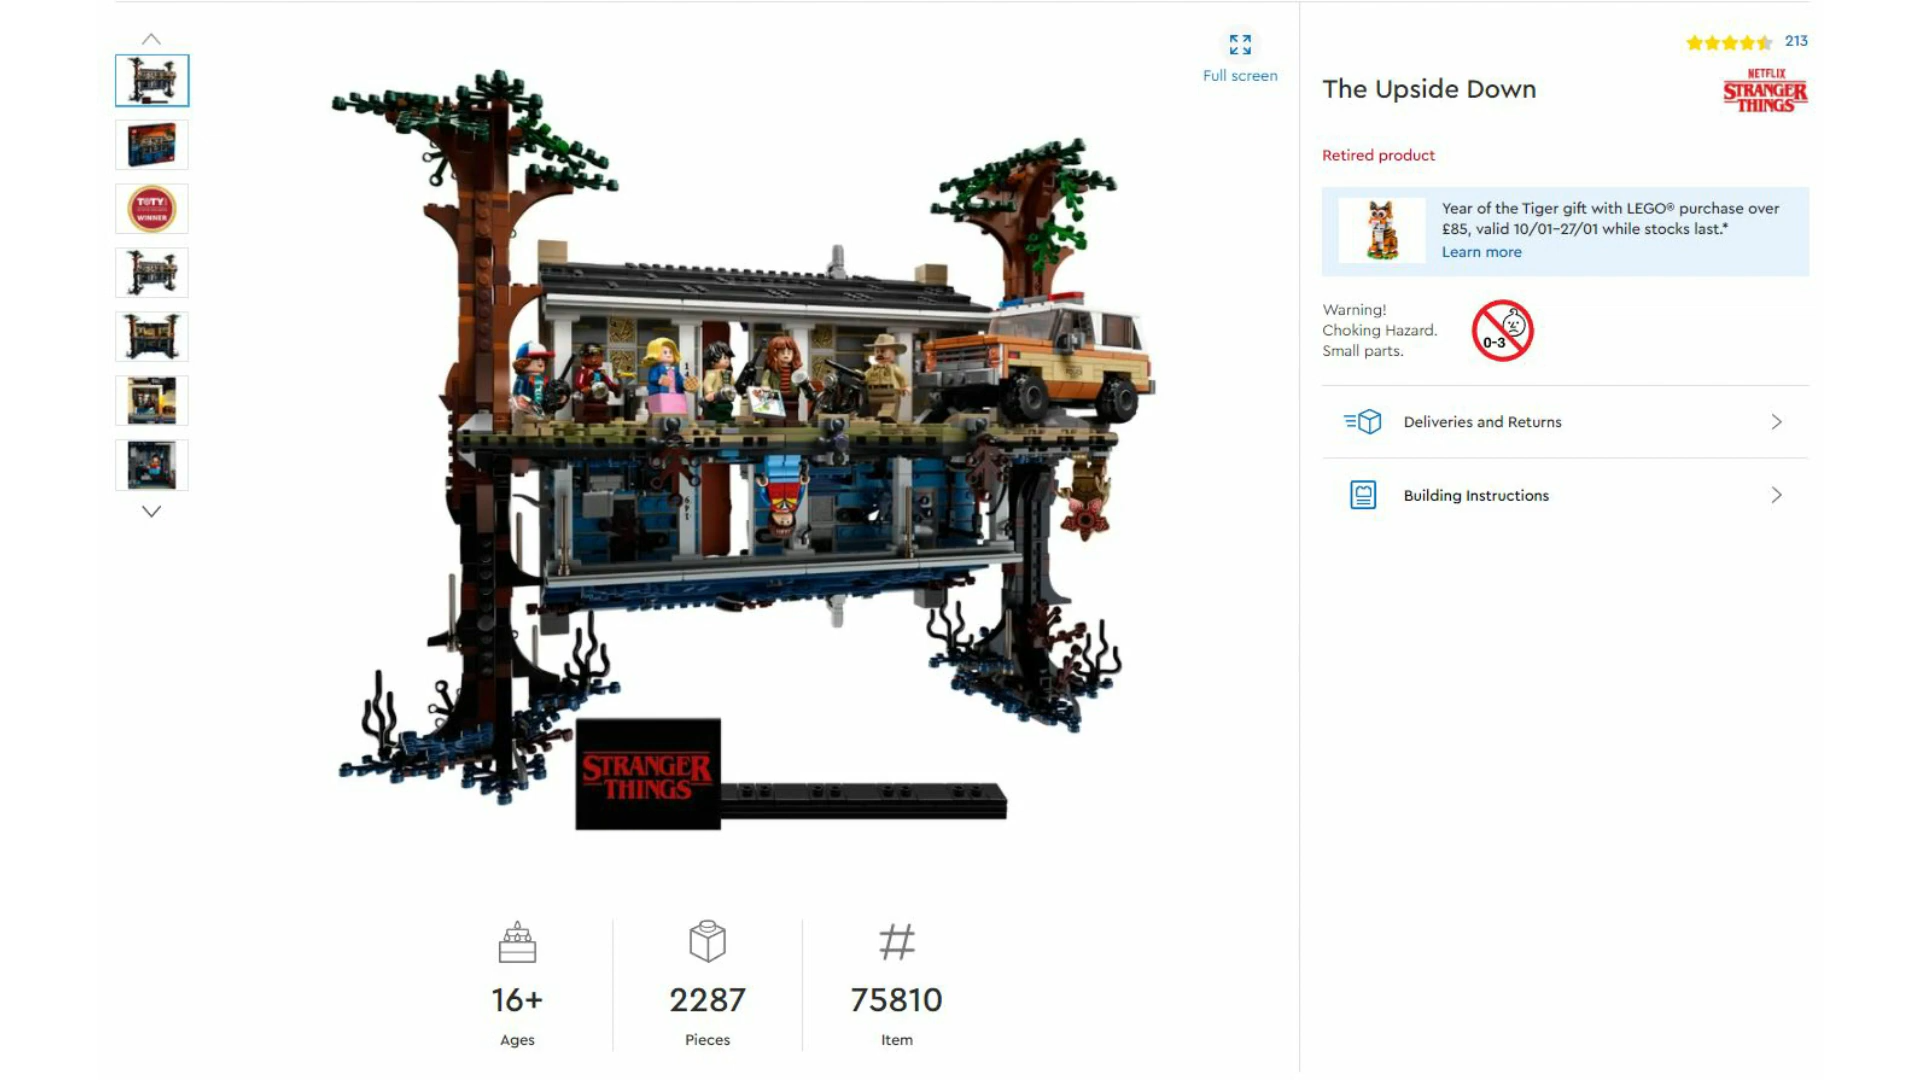 Full screen
213
The Upside Down
NETFLIX
STRANGER
THINGS
Retired product
Year of the Tiger gift with LEGO® purchase over
£85, valid 10/01-27/01 while stocks last.*
Learn more
Warning!
Choking Hazard.
Small parts.
0-3
Deliveries and Returns
Building Instructions
TOTY
WINNER
STRANGER
THINGS
16+
Ages
2287
Pieces
#
75810
Item